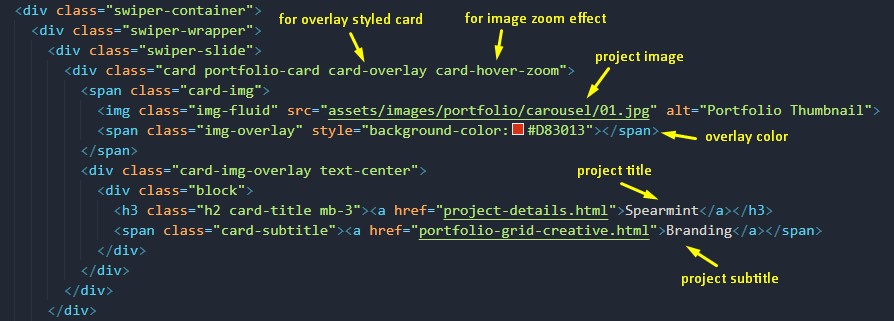 <div class="swiper-container">
for overlay styled card
for image zoom effect
<div class="swiper-wrapper">
<div class="swiper-slide">
project image
<div class="card portfolio-card card-overlay card-hover-zoom">
<span class="card-img">
<img class="img-fluid" src="assets/images/portfolio/carousel/01.jpg" alt="Portfolio Thumbnail">
<span class="img-overlay" style="background-color:#D83013"></span>
overlay color
</span>
<div class="card-img-overlay text-center">
project title
<div class="block">
<h3 class="h2 card-title mb-3"><a href="project-details.html">Spearmint</a></h3>
<span class="card-subtitle"><a href="portfolio-grid-creative.html">Branding</a></span>
</div>
</div>
project subtitle
</div>
</div>